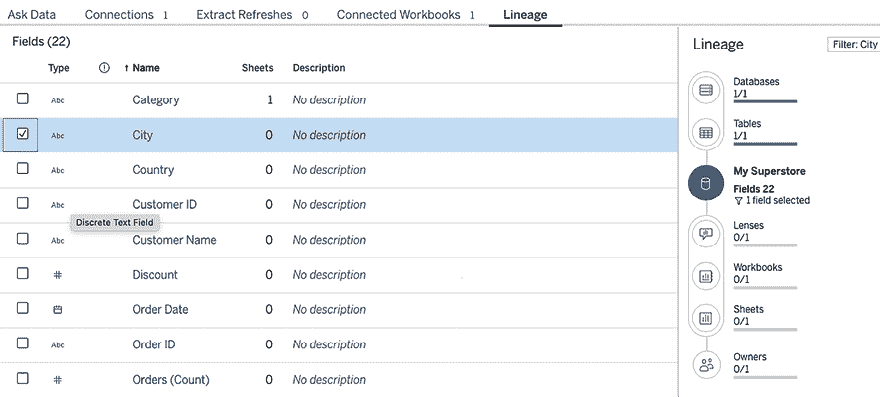 Ask Data Connections 1 Extract Refreshes 0 Connected Workbooks 1 Lineage
Fields (22)
Type ↑ Name Sheets Description
Abc Category 1 No description
Abc City 0 No description
Abc Country 0 No description
Abc Customer ID 0 No description
Discrete Text Field
Abc Customer Name 0 No description
# Discount 0 No description
Order Date 0 No description
Abc Order ID 0 No description
# Orders (Count) 0 No description
Lineage Filter: City
Databases
1/1
Tables
1/1
My Superstore
Fields 22
1 field selected
Lenses
0/1
Workbooks
0/1
Sheets
0/1
Owners
0/1